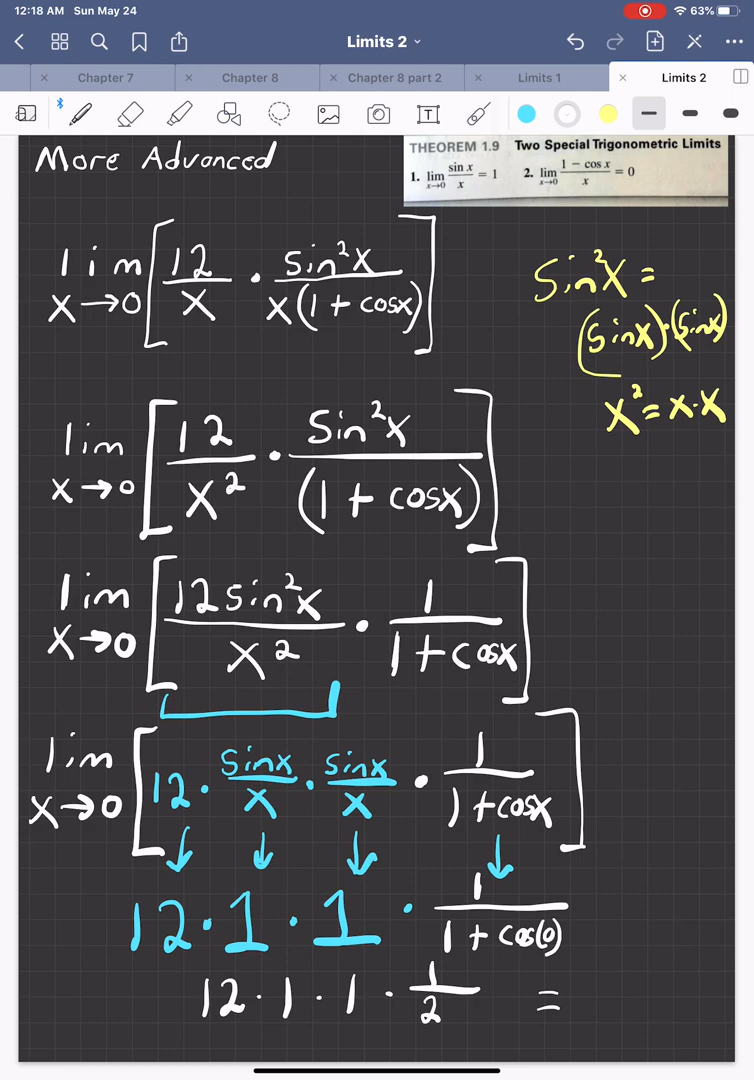 12:18 AM Sun May 24 63%
Limits 2
Chapter 7 Chapter 8 Chapter 8 part 2 Limits 1 Limits 2
More Advanced
THEOREM 1.9 Two Special Trigonometric Limits
1. lim x→0 sin x / x = 1 2. lim x→0 (1 − cos x) / x = 0
lim x→0 [12/x · sin²x / x(1 + cosx)]
sin²x =
(sinx)·(sinx)
x² = x·x
lim x→0 [12/x² · sin²x / (1 + cosx)]
lim x→0 [12sin²x / x² · 1 / 1 + cosx]
lim x→0 [12 · sinx/x · sinx/x · 1 / 1 + cosx]
12 · 1 · 1 · 1 / 1 + cos(0)
12 · 1 · 1 · 1/2 =